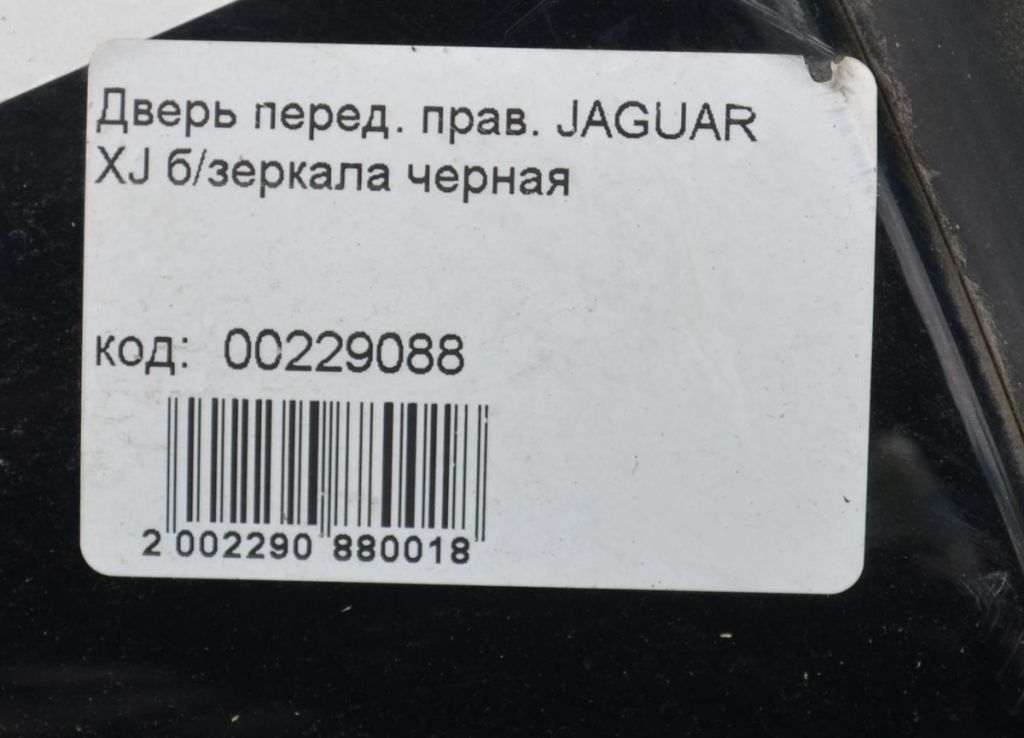 Дверь перед. прав. JAGUAR
XJ б/зеркала черная
код: 00229088
2 002290 880018